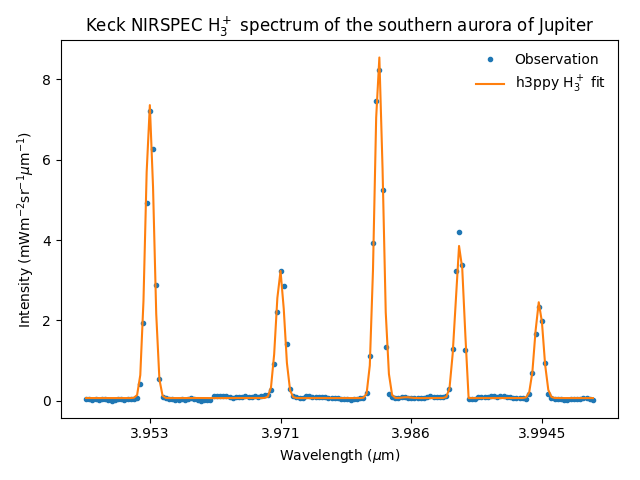 Keck NIRSPEC H₃⁺ spectrum of the southern aurora of Jupiter
Observation
h3ppy H₃⁺ fit
Intensity (mWm⁻²sr⁻¹μm⁻¹)
8
6
4
2
0
3.953 3.971 3.986 3.9945
Wavelength (μm)